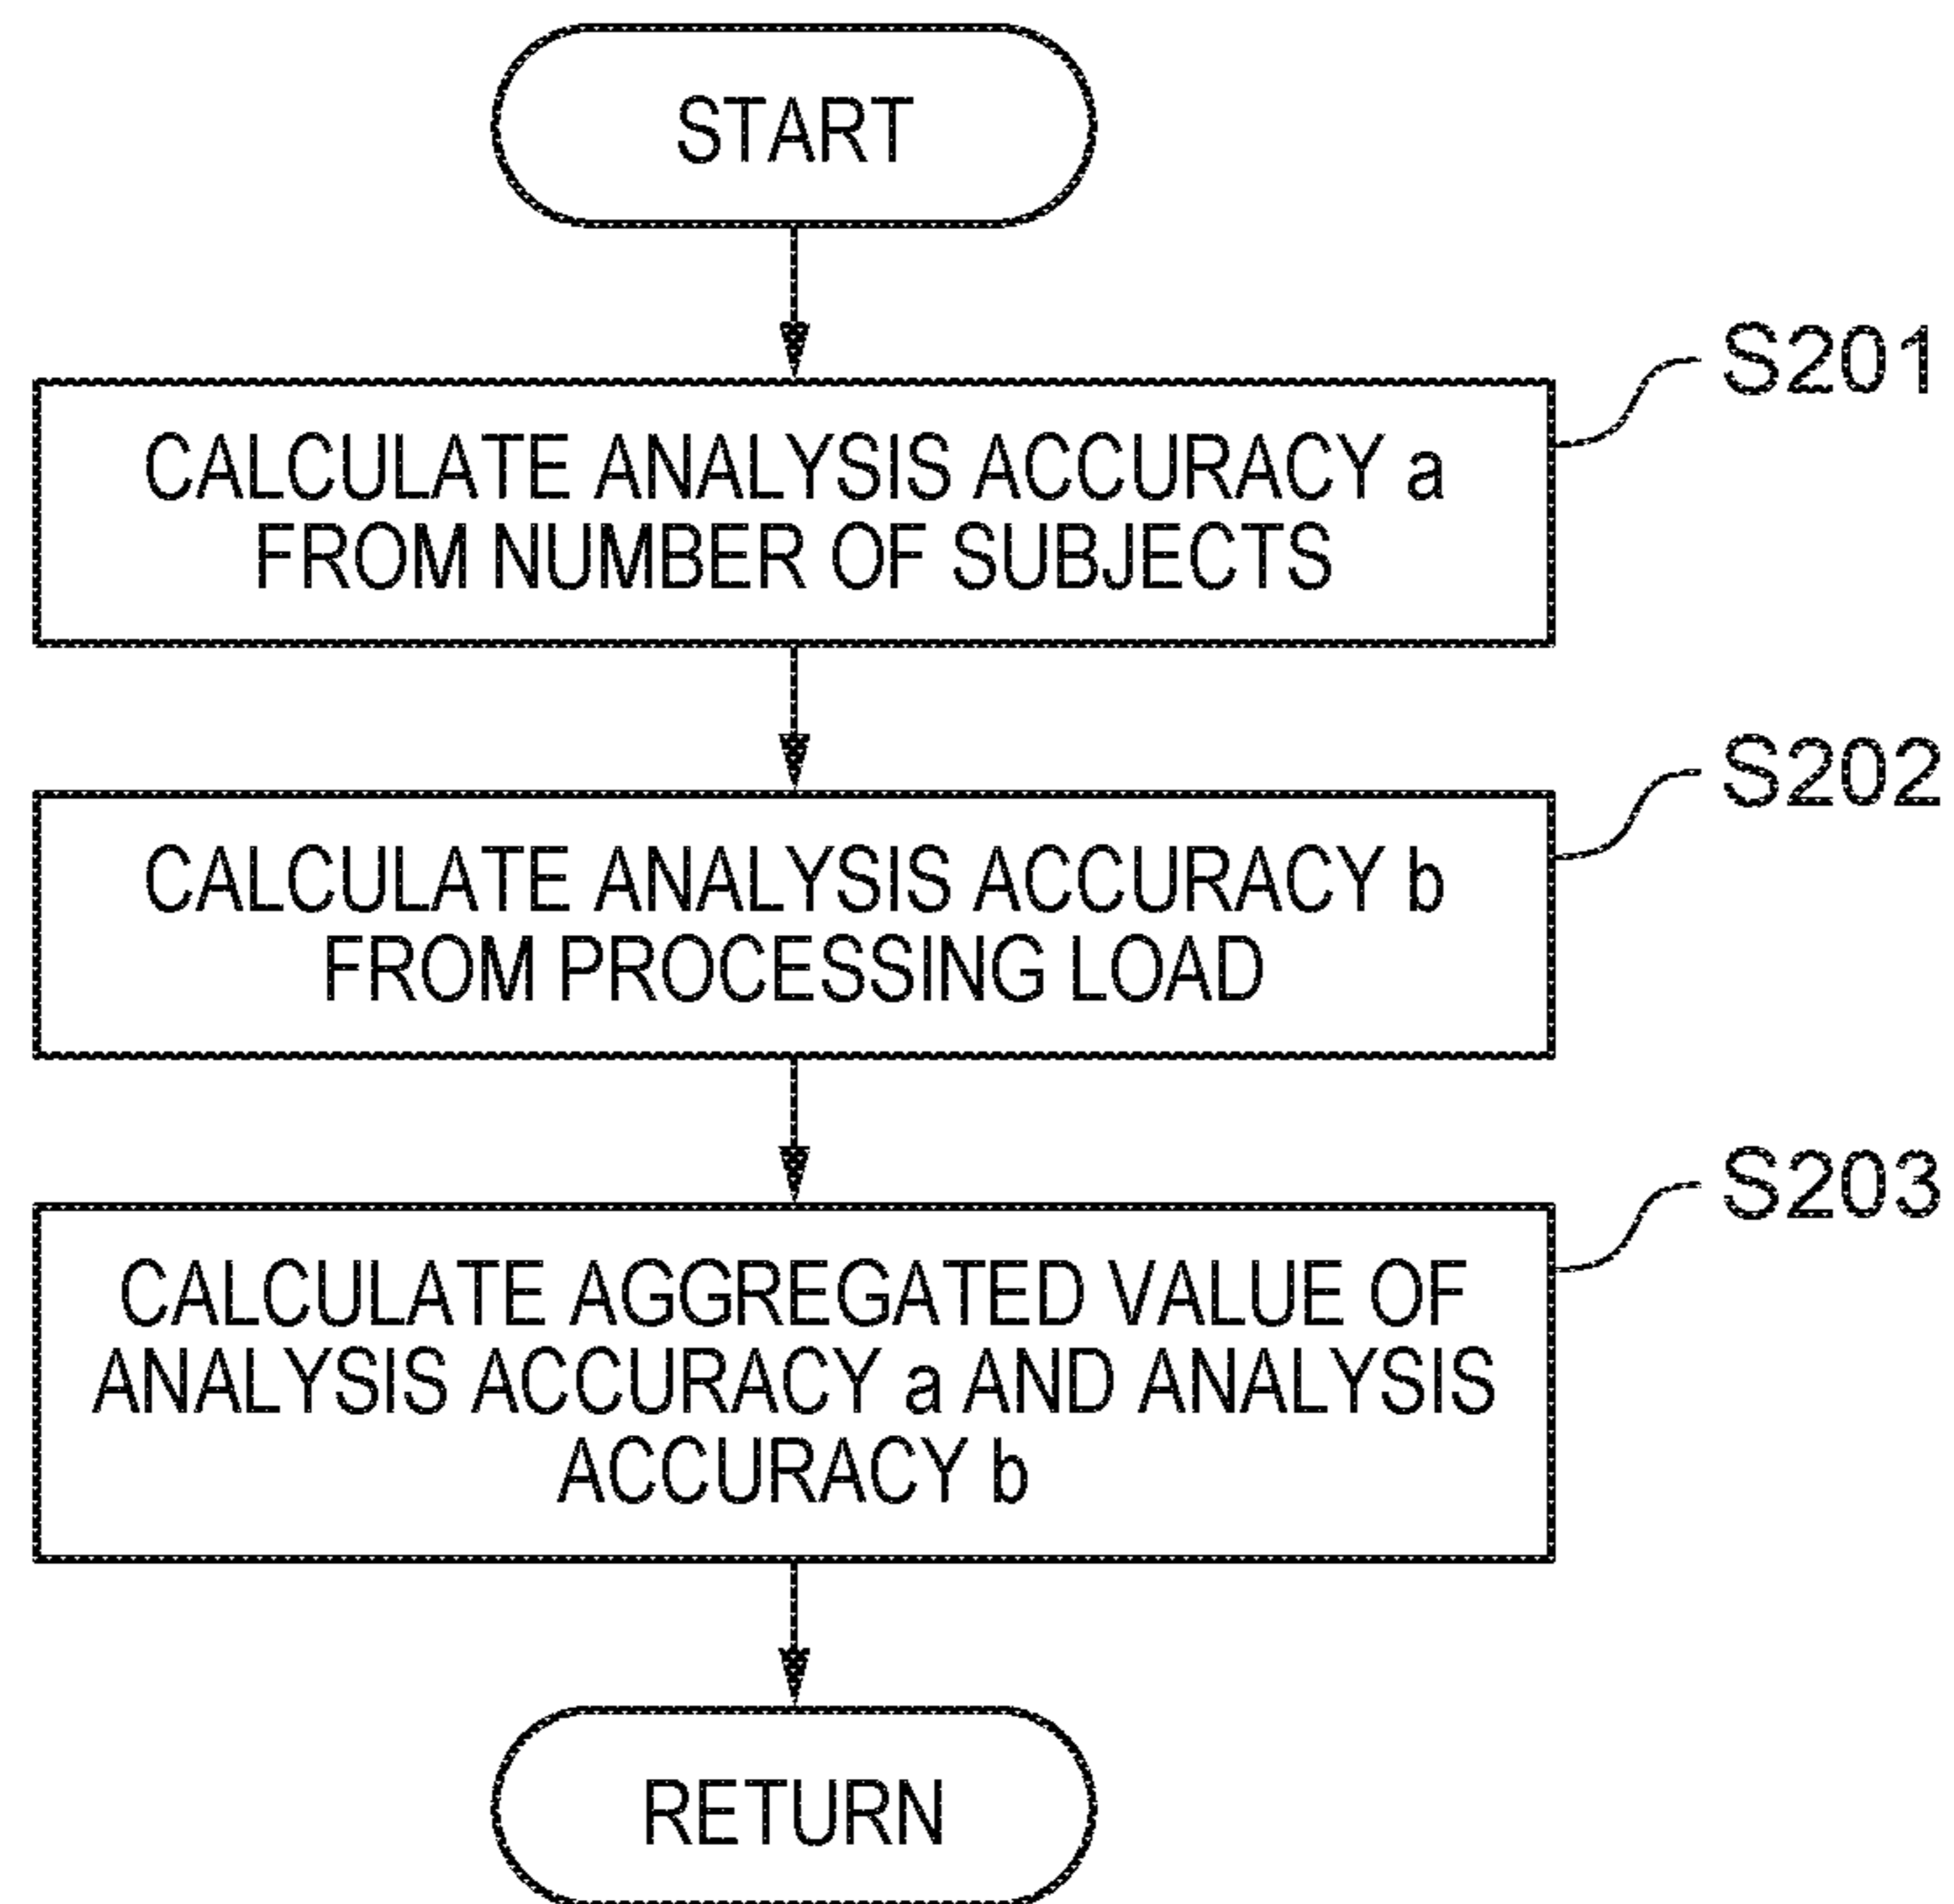 START
S201
CALCULATE ANALYSIS ACCURACY a
FROM NUMBER OF SUBJECTS
S202
CALCULATE ANALYSIS ACCURACY b
FROM PROCESSING LOAD
S203
CALCULATE AGGREGATED VALUE OF
ANALYSIS ACCURACY a AND ANALYSIS
ACCURACY b
RETURN